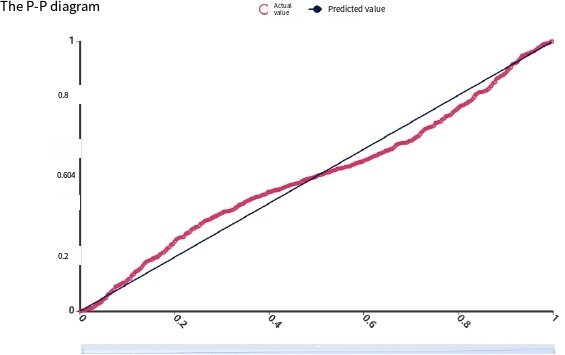 The P-P diagram
Actual
value
Predicted value
1
0.8
0.604
0.2
0
0
0.2
0.4
0.6
0.8
1